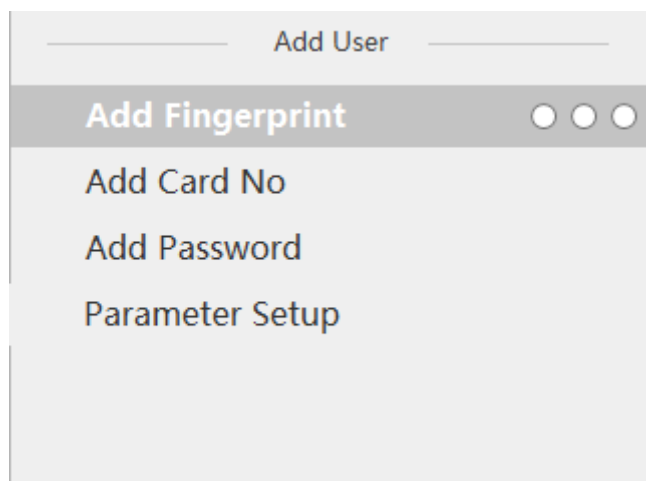 Add User
Add Fingerprint
Add Card No
Add Password
Parameter Setup